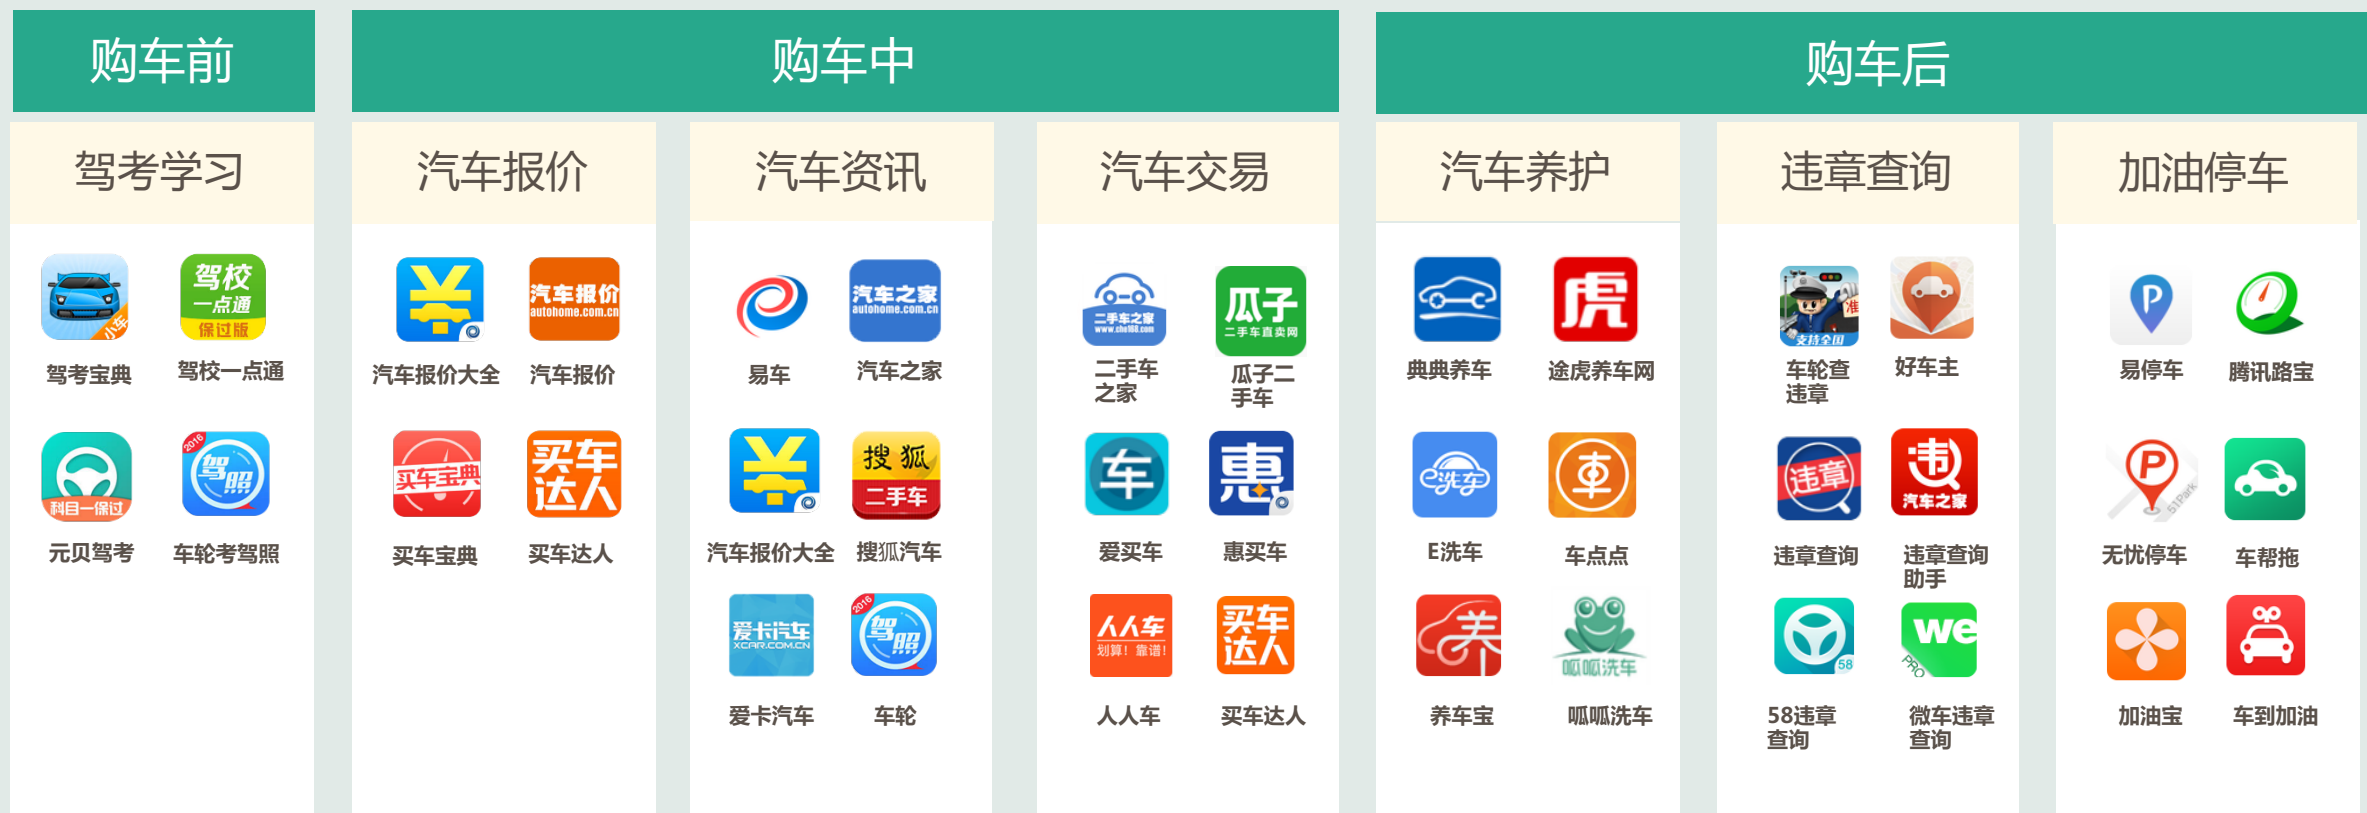 购车前
购车中
购车后
驾考学习
汽车报价
汽车资讯
汽车交易
汽车养护
违章查询
加油停车
小车
驾考宝典
驾校
一点通
保过版
驾校一点通
科目一保过
元贝驾考
2016
驾照
车轮考驾照
汽车报价大全
汽车报价
autohome.com.cn
汽车报价
买车宝典
买车宝典
买车
达人
买车达人
易车
汽车之家
autohome.com.cn
汽车之家
汽车报价大全
搜狐
二手车
搜狐汽车
爱卡汽车
XCAR.COM.CN
爱卡汽车
2016
驾照
车轮
二手车之家
www.che168.com
二手车
之家
瓜子
二手车直卖网
瓜子二
手车
车
爱买车
惠
惠买车
人人车
划算！靠谱！
人人车
买车
达人
买车达人
典典养车
虎
途虎养车网
e洗车
E洗车
車
车点点
养
养车宝
呱呱洗车
呱呱洗车
准
支持全国
车轮查
违章
好车主
违章
违章查询
违
汽车之家
违章查询
助手
58
58违章
查询
we
PRO
微车违章
查询
P
易停车
腾讯路宝
P
51Park
无忧停车
车帮拖
加油宝
车到加油